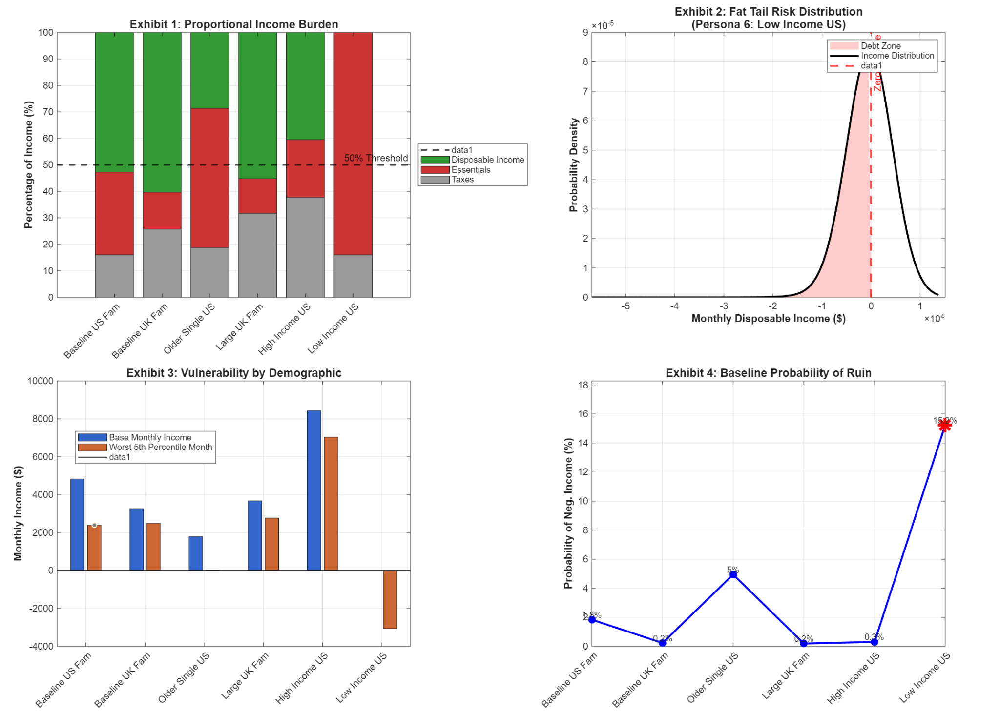 Exhibit 1: Proportional Income Burden
Percentage of Income (%)
100
90
80
70
60
50
40
30
20
10
0
50% Threshold
Baseline US Fam
Baseline UK Fam
Older Single US
Large UK Fam
High Income US
Low Income US
data1
Disposable Income
Essentials
Taxes
Exhibit 2: Fat Tail Risk Distribution
(Persona 6: Low Income US)
×10-5
Probability Density
9
8
7
6
5
4
3
2
1
0
Debt Zone
Income Distribution
data1
-5
-4
-3
-2
-1
0
1
×104
Monthly Disposable Income ($)
Exhibit 3: Vulnerability by Demographic
Monthly Income ($)
10000
8000
6000
4000
2000
0
-2000
-4000
Base Monthly Income
Worst 5th Percentile Month
data1
Baseline US Fam
Baseline UK Fam
Older Single US
Large UK Fam
High Income US
Low Income US
Exhibit 4: Baseline Probability of Ruin
Probability of Neg. Income (%)
18
16
14
12
10
8
6
4
2
0
1.8%
0.2%
5%
0.2%
0.3%
Baseline US Fam
Baseline UK Fam
Older Single US
Large UK Fam
High Income US
Low Income US